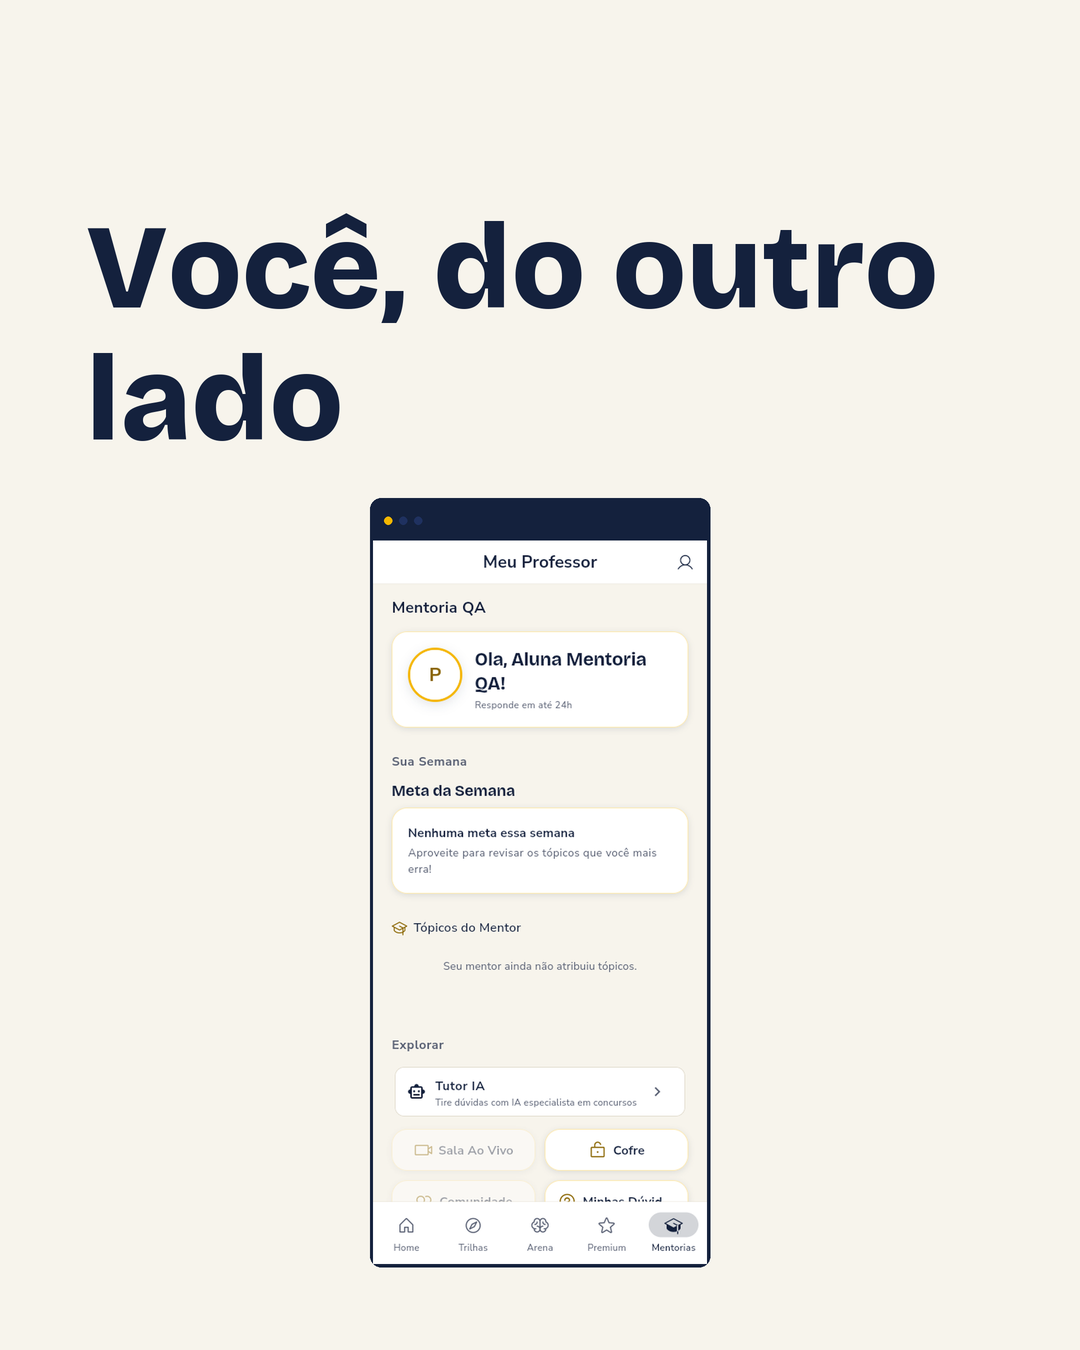 Você, do outro
lado
Meu Professor
Mentoria QA
P
Ola, Aluna Mentoria
QA!
Responde em até 24h
Sua Semana
Meta da Semana
Nenhuma meta essa semana
Aproveite para revisar os tópicos que você mais
erra!
Tópicos do Mentor
Seu mentor ainda não atribuiu tópicos.
Explorar
Tutor IA
Tire dúvidas com IA especialista em concursos
Sala Ao Vivo
Cofre
Comunidade
Minhas Dúvid
Home
Trilhas
Arena
Premium
Mentorias